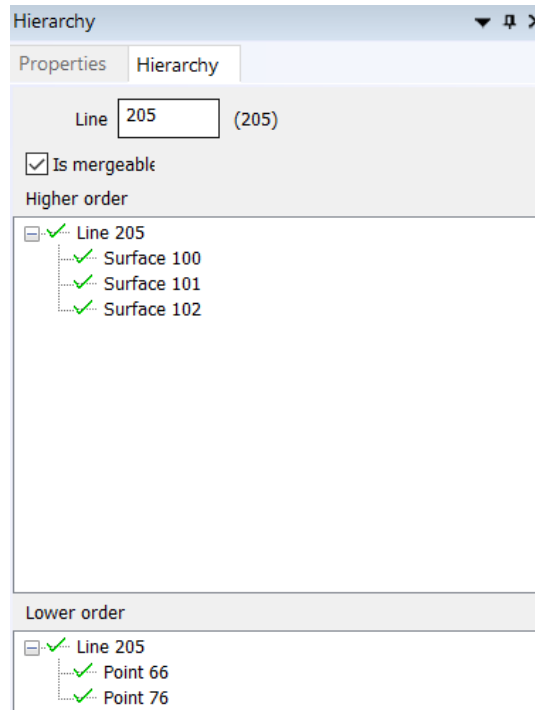 Hierarchy
Properties Hierarchy
Line 205 (205)
Is mergeable
Higher order
Line 205
Surface 100
Surface 101
Surface 102
Lower order
Line 205
Point 66
Point 76